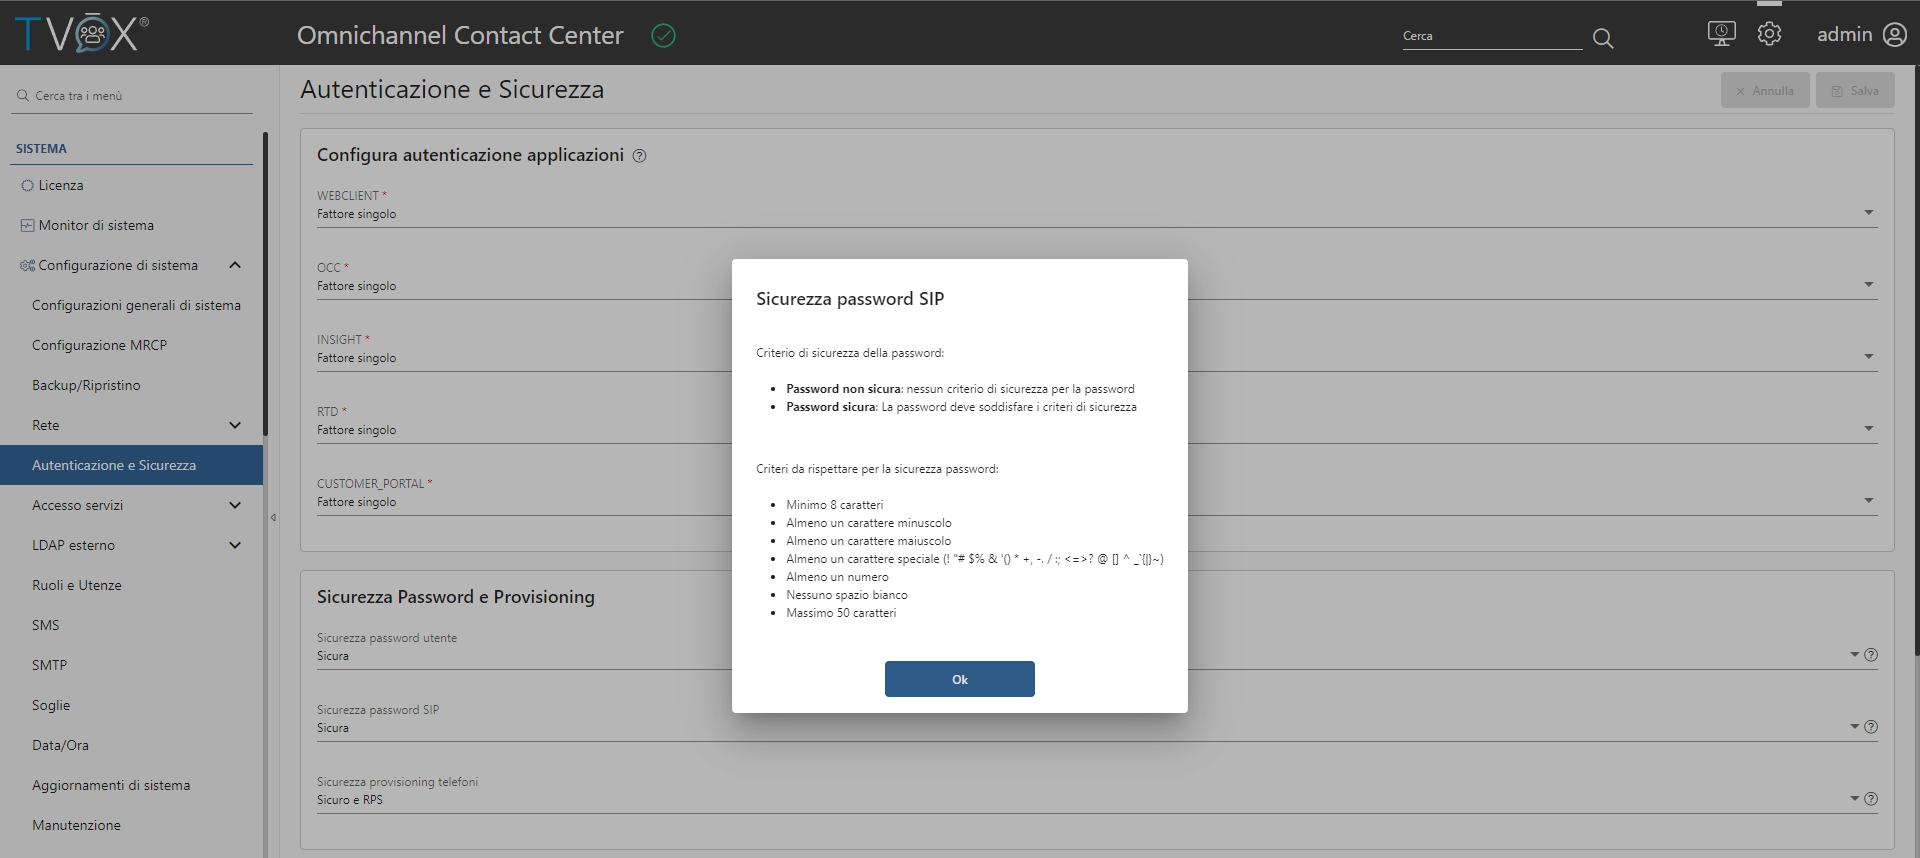 TVOX®
Omnichannel Contact Center
Cerca
admin
Cerca tra i menù
SISTEMA
Licenza
Monitor di sistema
Configurazione di sistema
Configurazioni generali di sistema
Configurazione MRCP
Backup/Ripristino
Rete
Autenticazione e Sicurezza
Accesso servizi
LDAP esterno
Ruoli e Utenze
SMS
SMTP
Soglie
Data/Ora
Aggiornamenti di sistema
Manutenzione
Autenticazione e Sicurezza
Annulla
Salva
Configura autenticazione applicazioni
WEBCLIENT *
Fattore singolo
OCC *
Fattore singolo
INSIGHT *
Fattore singolo
RTD *
Fattore singolo
CUSTOMER_PORTAL *
Fattore singolo
Sicurezza Password e Provisioning
Sicurezza password utente
Sicura
Sicurezza password SIP
Sicura
Sicurezza provisioning telefoni
Sicuro e RPS
Sicurezza password SIP
Criterio di sicurezza della password:
• Password non sicura: nessun criterio di sicurezza per la password
• Password sicura: La password deve soddisfare i criteri di sicurezza
Criteri da rispettare per la sicurezza password:
• Minimo 8 caratteri
• Almeno un carattere minuscolo
• Almeno un carattere maiuscolo
• Almeno un carattere speciale (! "# $% & '() * +, -. / :; <=>? @ [] ^ _`{|}~)
• Almeno un numero
• Nessuno spazio bianco
• Massimo 50 caratteri
Ok